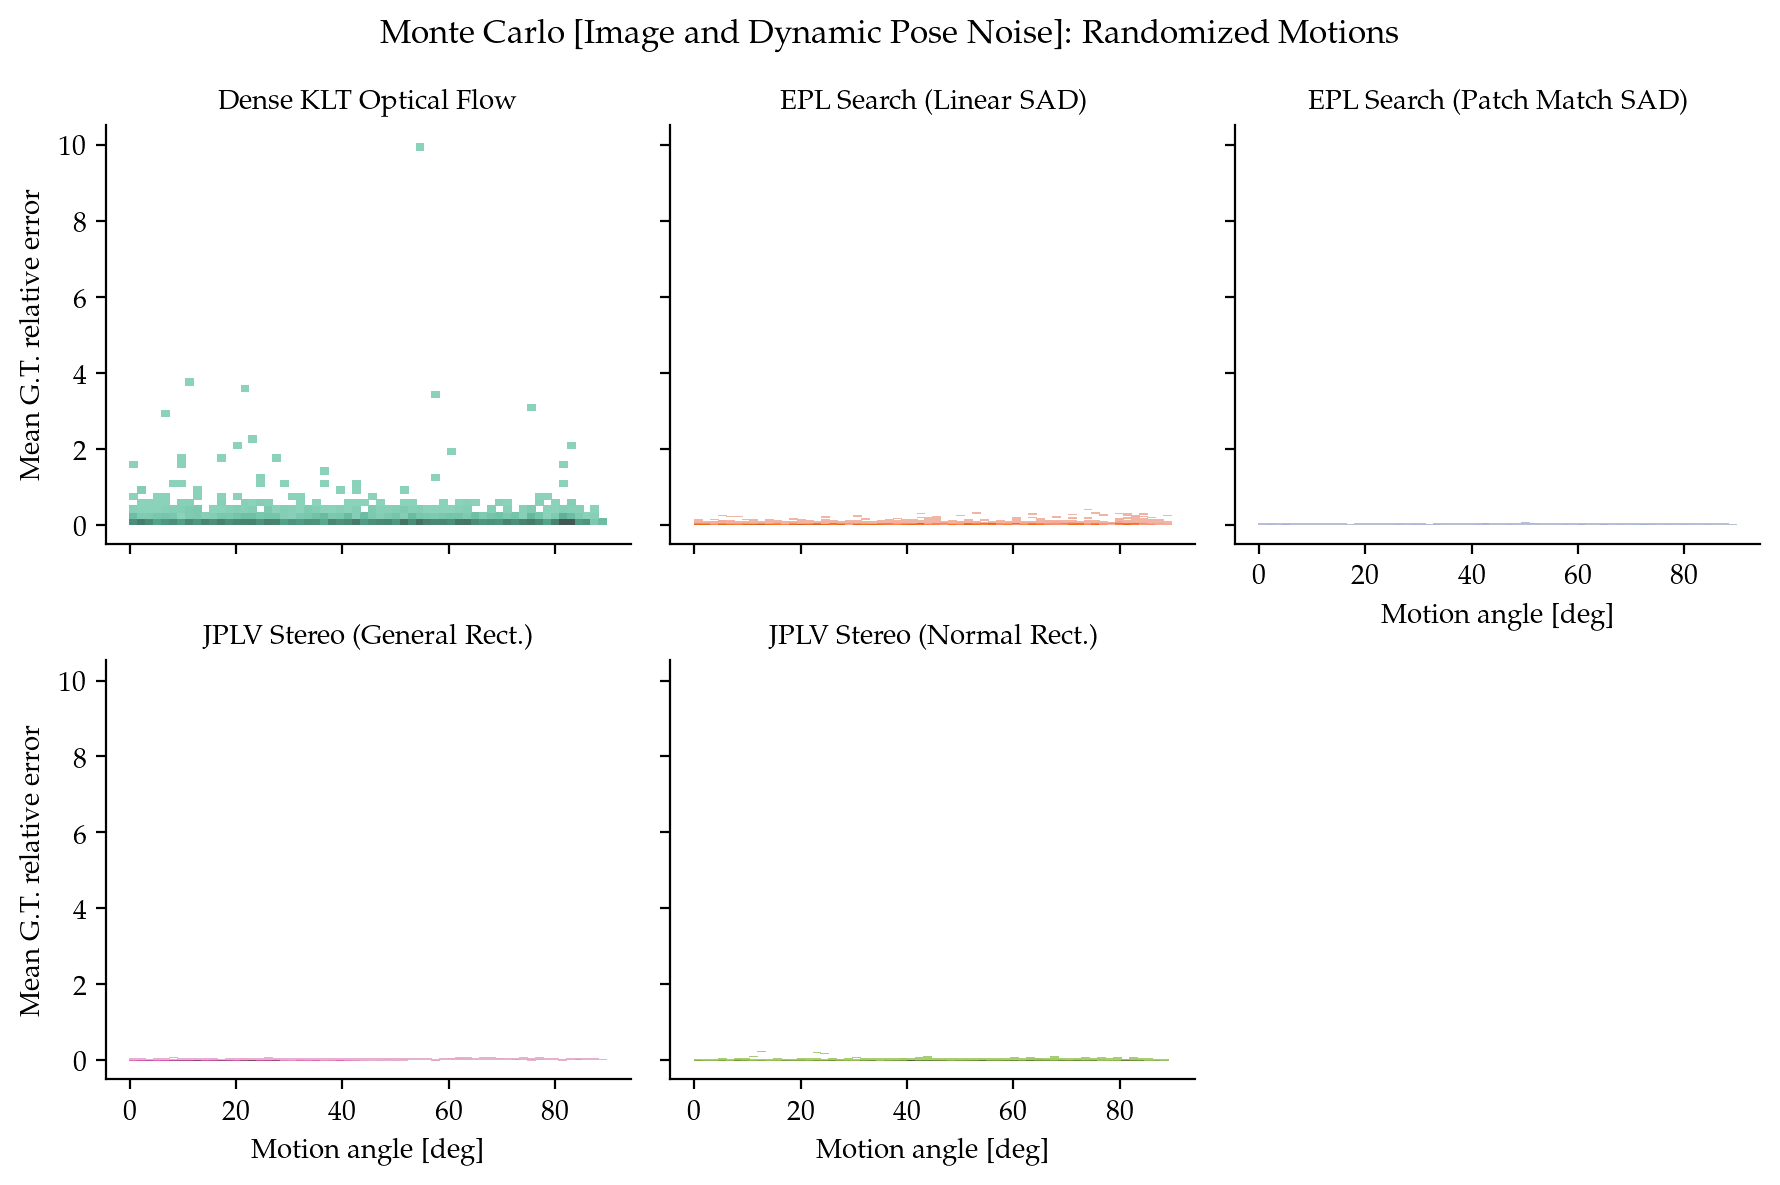 Monte Carlo [Image and Dynamic Pose Noise]: Randomized Motions
Dense KLT Optical Flow
EPL Search (Linear SAD)
EPL Search (Patch Match SAD)
Mean G.T. relative error
10
8
6
4
2
0
0 20 40 60 80
Motion angle [deg]
JPLV Stereo (General Rect.)
JPLV Stereo (Normal Rect.)
Mean G.T. relative error
10
8
6
4
2
0
0 20 40 60 80
Motion angle [deg]
0 20 40 60 80
Motion angle [deg]